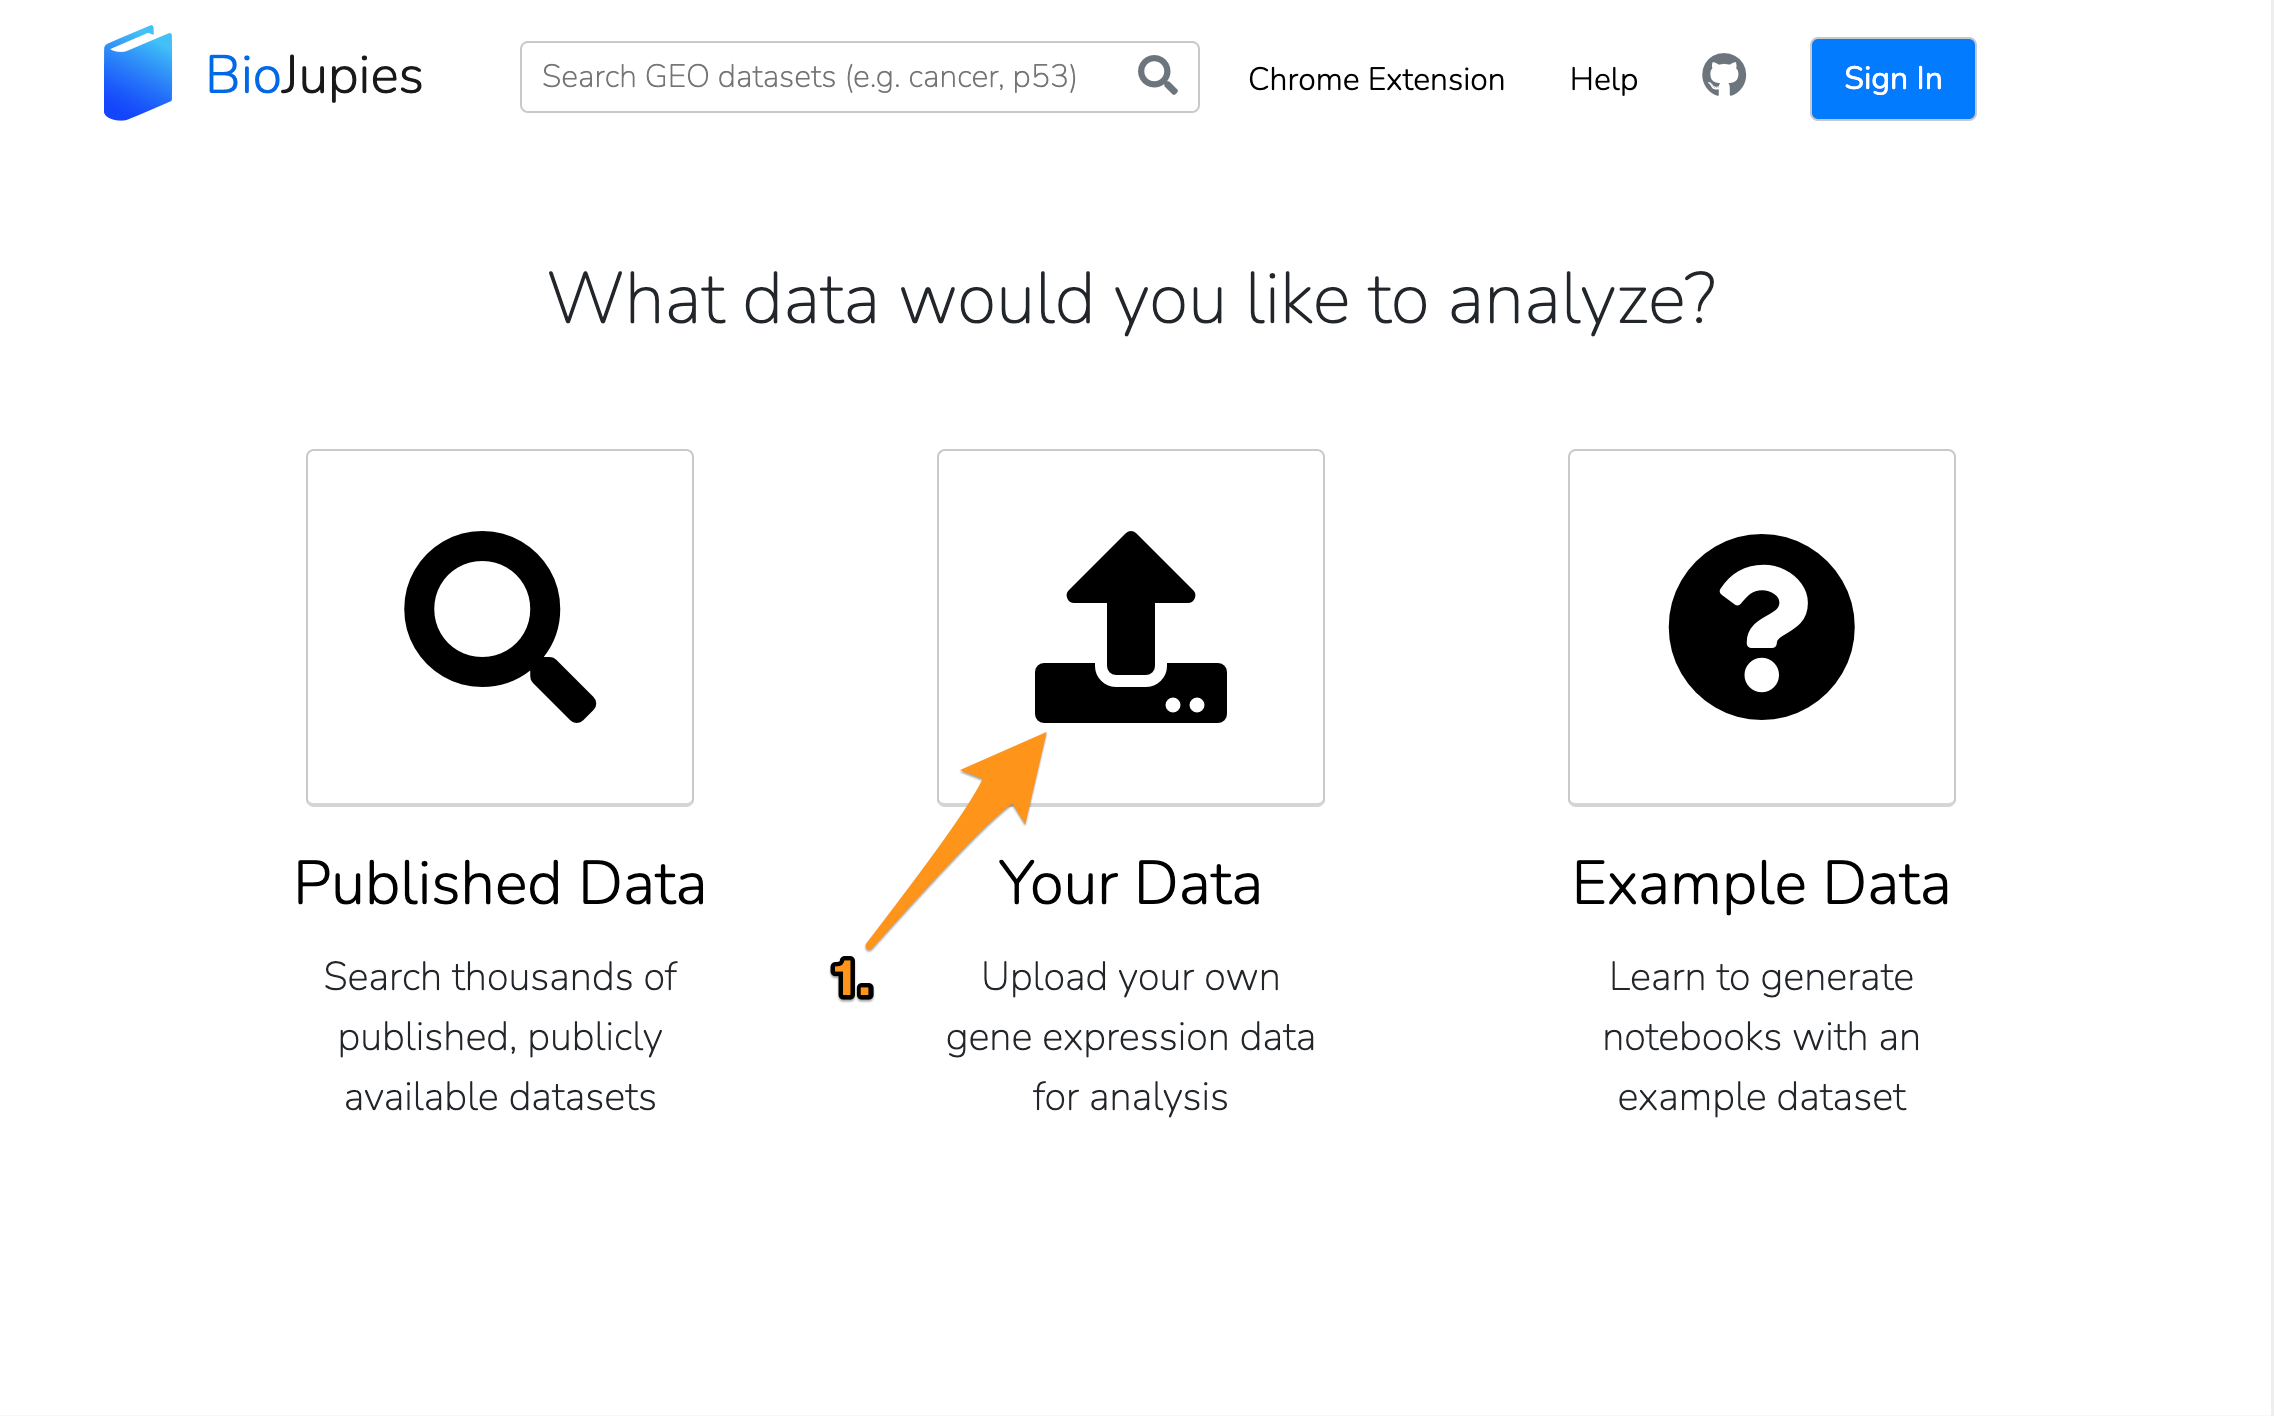 BioJupies
Search GEO datasets (e.g. cancer, p53)
Chrome Extension
Help
Sign In
What data would you like to analyze?
Published Data
Search thousands of
published, publicly
available datasets
1.
Your Data
Upload your own
gene expression data
for analysis
Example Data
Learn to generate
notebooks with an
example dataset